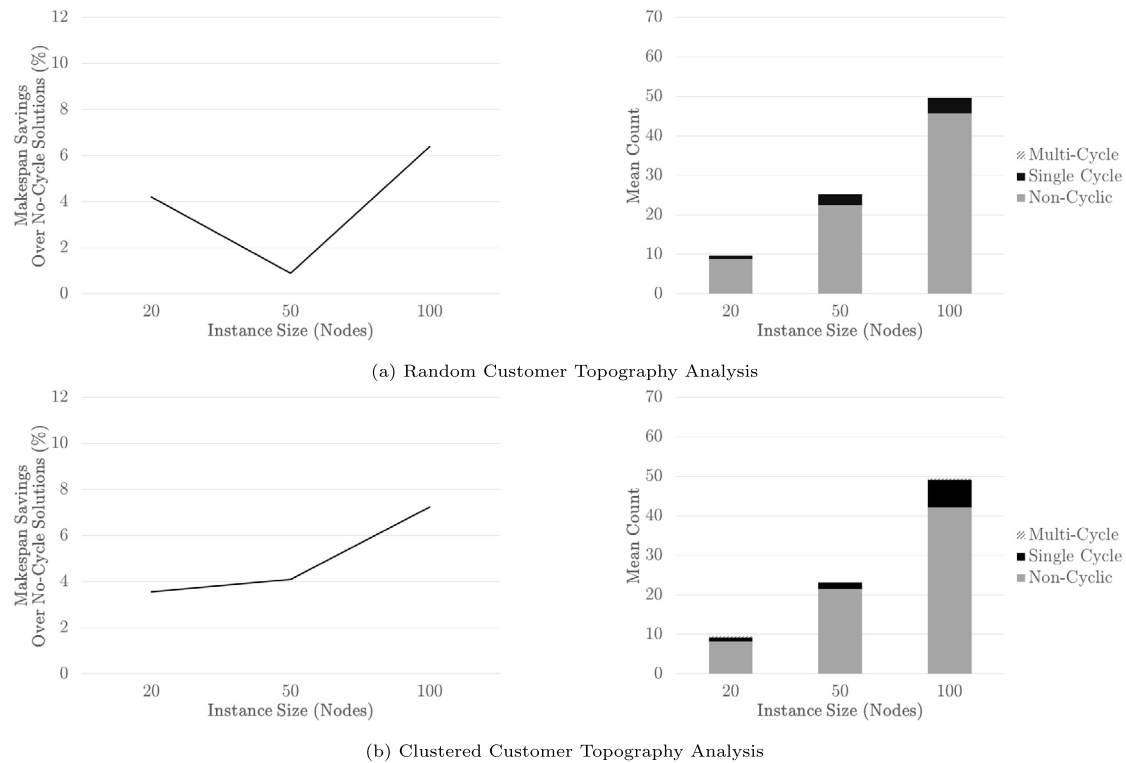 Makespan Savings
Over No-Cycle Solutions (%)
12
10
8
6
4
2
0
20 50 100
Instance Size (Nodes)
Mean Count
70
60
50
40
30
20
10
0
20 50 100
Instance Size (Nodes)
Multi-Cycle
Single Cycle
Non-Cyclic
(a) Random Customer Topography Analysis
Makespan Savings
Over No-Cycle Solutions (%)
12
10
8
6
4
2
0
20 50 100
Instance Size (Nodes)
Mean Count
70
60
50
40
30
20
10
0
20 50 100
Instance Size (Nodes)
Multi-Cycle
Single Cycle
Non-Cyclic
(b) Clustered Customer Topography Analysis